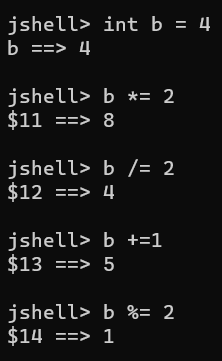 jshell> int b = 4
b ==> 4
jshell> b *= 2
$11 ==> 8
jshell> b /= 2
$12 ==> 4
jshell> b +=1
$13 ==> 5
jshell> b %= 2
$14 ==> 1